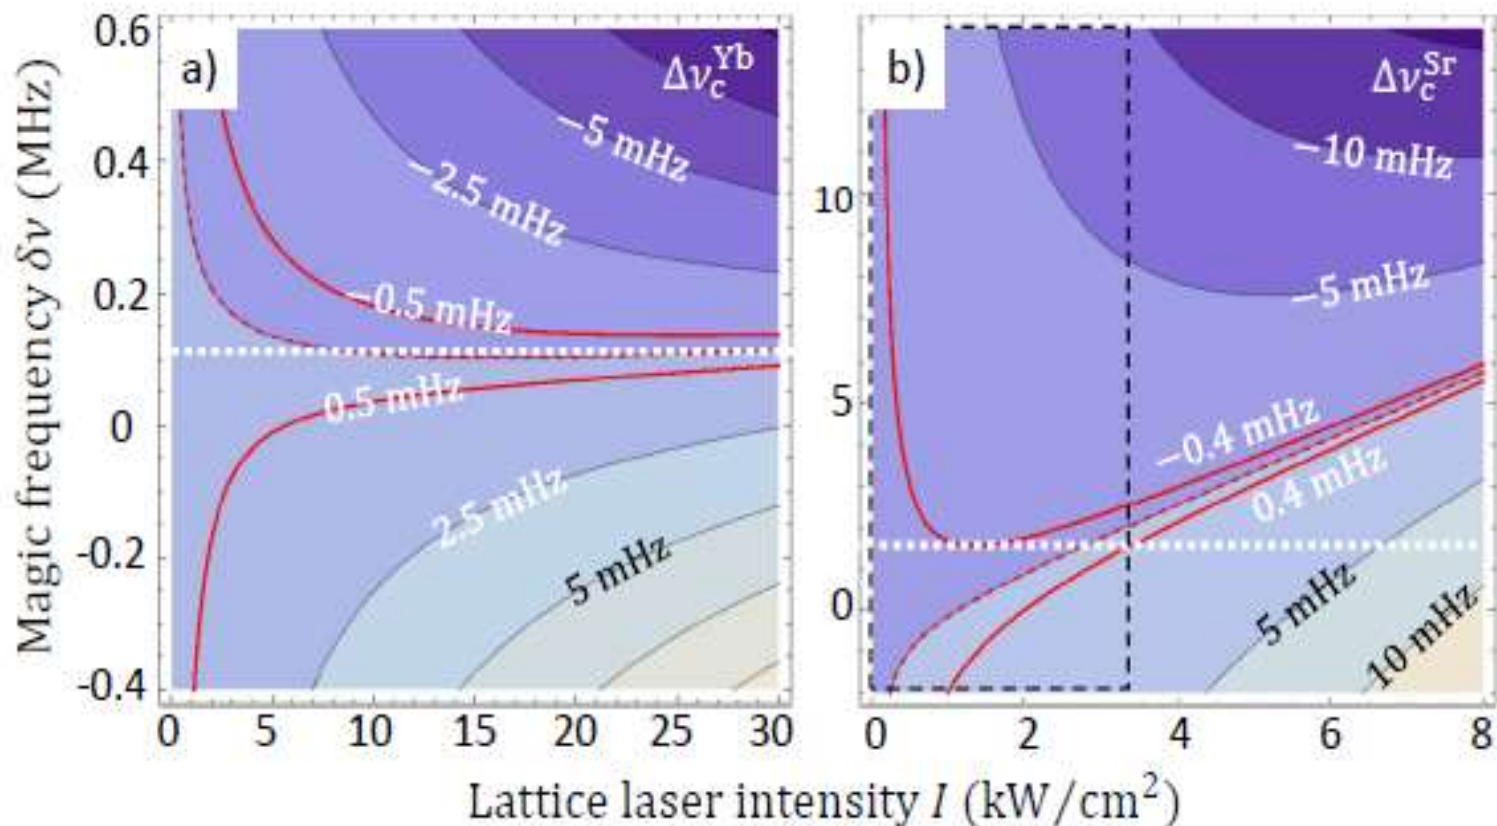 a)
Δν_c^Yb
−5 mHz
−2.5 mHz
−0.5 mHz
0.5 mHz
2.5 mHz
5 mHz
0.6
0.4
0.2
0
-0.2
-0.4
0 5 10 15 20 25 30
Magic frequency δν (MHz)
b)
Δν_c^Sr
−10 mHz
−5 mHz
−0.4 mHz
0.4 mHz
5 mHz
10 mHz
10
5
0
0 2 4 6 8
Lattice laser intensity I (kW/cm²)